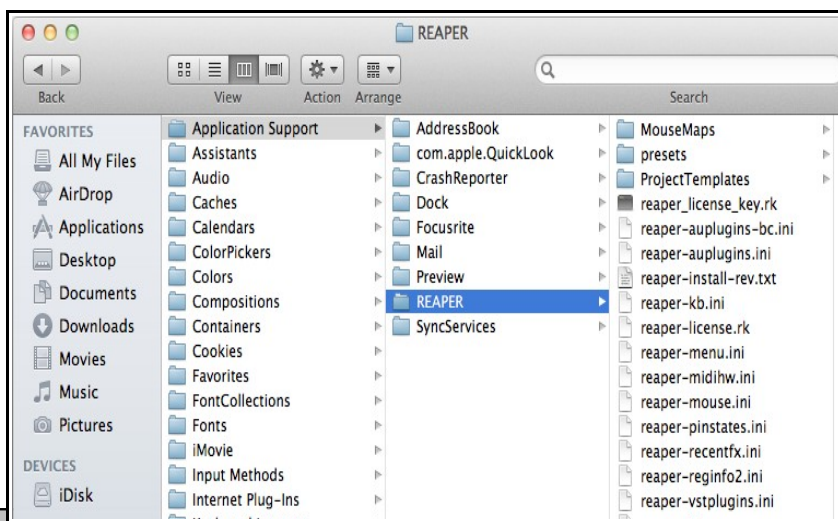 REAPER
Back
View
Action
Arrange
Search
FAVORITES
All My Files
AirDrop
Applications
Desktop
Documents
Downloads
Movies
Music
Pictures
DEVICES
iDisk
Application Support
Assistants
Audio
Caches
Calendars
ColorPickers
Colors
Compositions
Containers
Cookies
Favorites
FontCollections
Fonts
iMovie
Input Methods
Internet Plug-Ins
AddressBook
com.apple.QuickLook
CrashReporter
Dock
Focusrite
Mail
Preview
REAPER
SyncServices
MouseMaps
presets
ProjectTemplates
reaper_license_key.rk
reaper-auplugins-bc.ini
reaper-auplugins.ini
reaper-install-rev.txt
reaper-kb.ini
reaper-license.rk
reaper-menu.ini
reaper-midihw.ini
reaper-mouse.ini
reaper-pinstates.ini
reaper-recentfx.ini
reaper-reginfo2.ini
reaper-vstplugins.ini